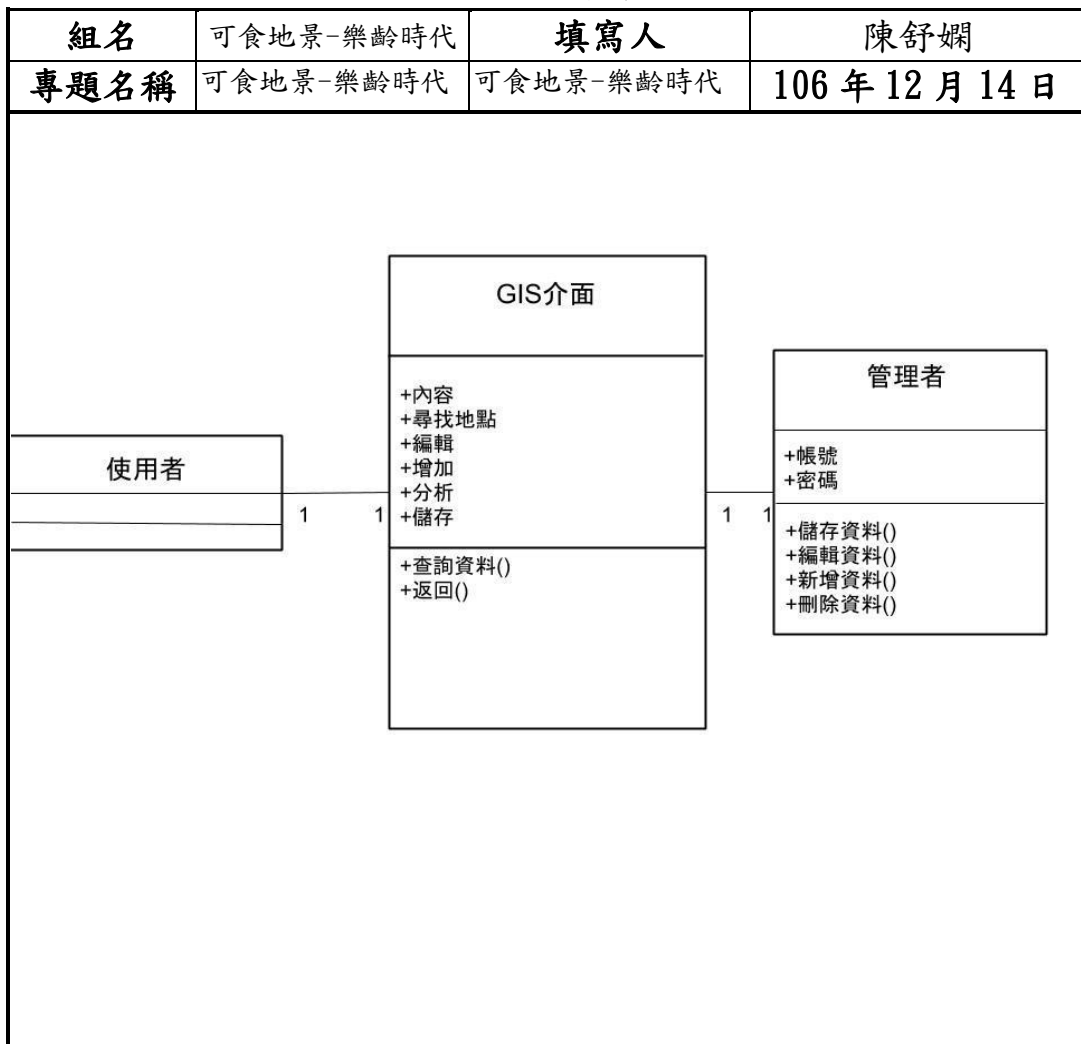 組名 可食地景-樂齡時代 填寫人 陳舒嫻
專題名稱 可食地景-樂齡時代 可食地景-樂齡時代 106 年 12 月 14 日
使用者
1 1
GIS介面
+內容
+尋找地點
+編輯
+增加
+分析
+儲存
+查詢資料()
+返回()
1 1
管理者
+帳號
+密碼
+儲存資料()
+編輯資料()
+新增資料()
+刪除資料()